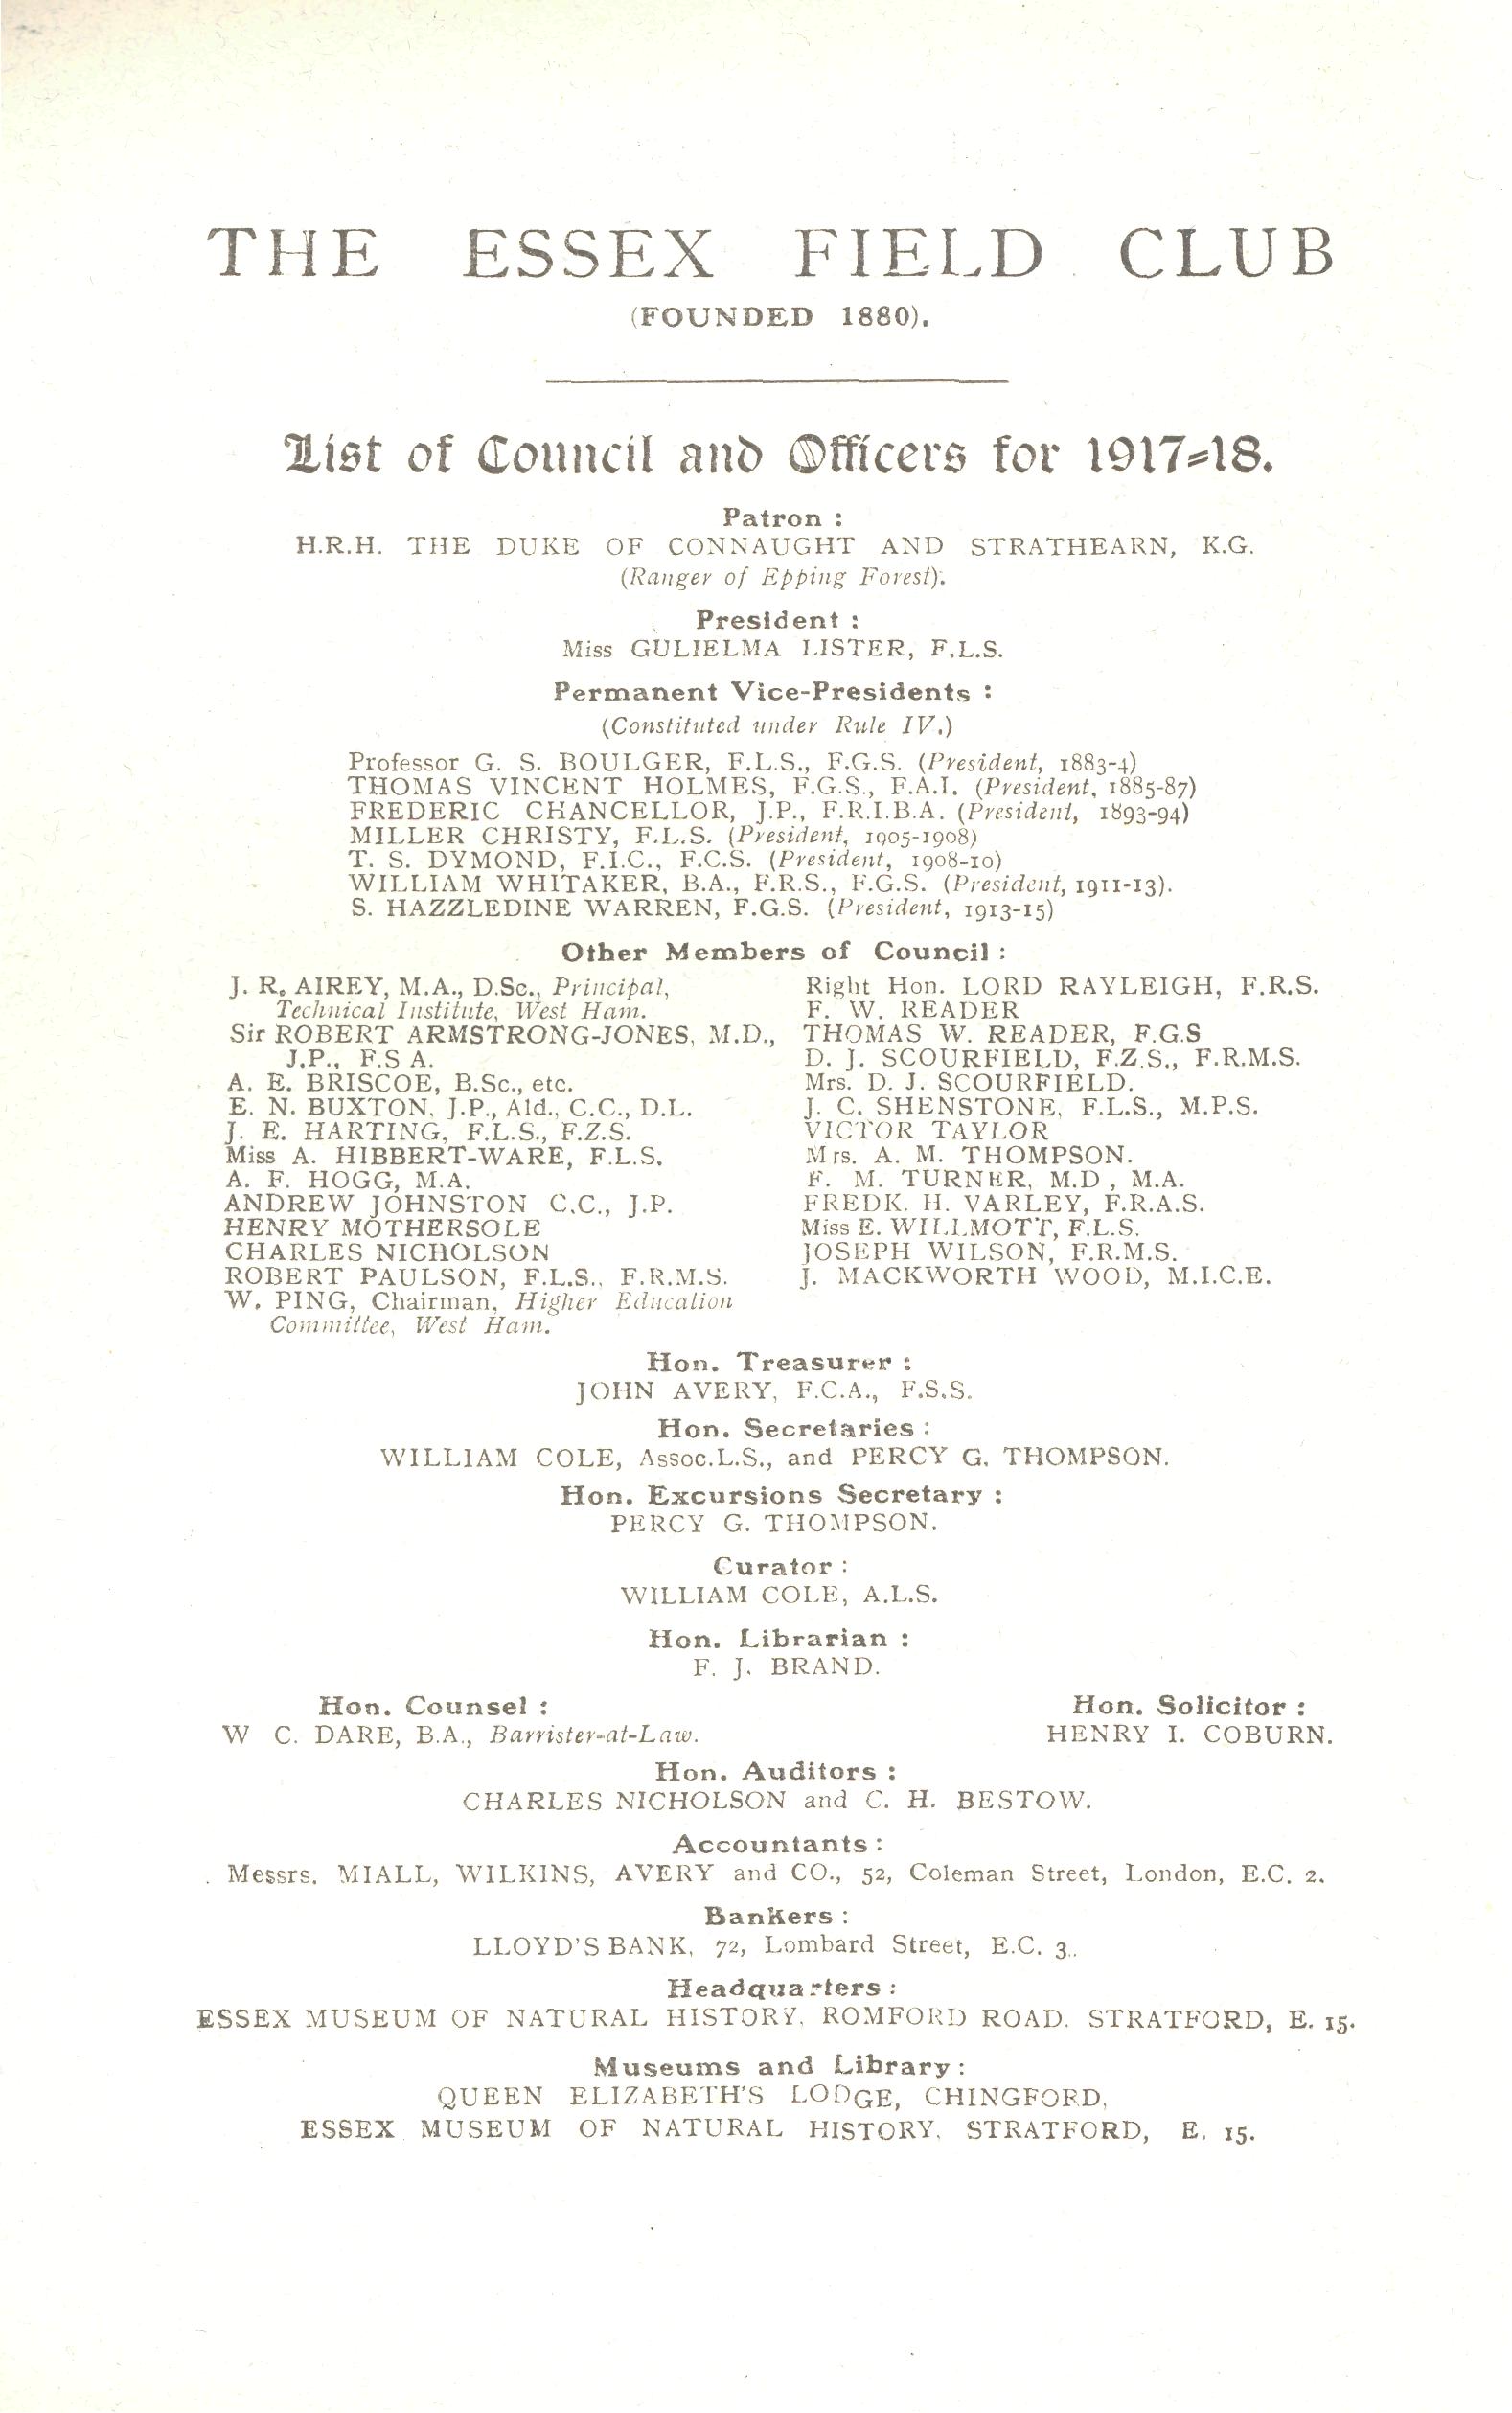 THE ESSEX FIELD CLUB
(FOUNDED 1880).
List of Council and Officers for 1917-18.
Patron :
H.R.H. THE DUKE OF CONNAUGHT AND STRATHEARN, K.G.
(Ranger of Epping Forest).
President :
Miss GULIELMA LISTER, F.L.S.
Permanent Vice-Presidents :
(Constituted under Rule IV.)
Professor G. S. BOULGER, F.L.S., F.G.S. (President, 1883-4)
THOMAS VINCENT HOLMES, F.G.S., F.A.I. (President, 1885-87)
FREDERIC CHANCELLOR, J.P., F.R.I.B.A. (President, 1893-94)
MILLER CHRISTY, F.L.S. (President, 1905-1908)
T. S. DYMOND, F.I.C., F.C.S. (President, 1908-10)
WILLIAM WHITAKER, B.A., F.R.S., F.G.S. (President, 1911-13).
S. HAZZLEDINE WARREN, F.G.S. (President, 1913-15)
Other Members of Council :
J. R. AIREY, M.A., D.Sc., Principal,
Technical Institute, West Ham.
Sir ROBERT ARMSTRONG-JONES, M.D.,
J.P., F.S A.
A. E. BRISCOE, B.Sc., etc.
E. N. BUXTON, J.P., Ald., C.C., D.L.
J. E. HARTING, F.L.S., F.Z.S.
Miss A. HIBBERT-WARE, F.L.S.
A. F. HOGG, M.A.
ANDREW JOHNSTON C.C., J.P.
HENRY MOTHERSOLE
CHARLES NICHOLSON
ROBERT PAULSON, F.L.S., F.R.M.S.
W. PING, Chairman, Higher Education
Committee, West Ham.
Right Hon. LORD RAYLEIGH, F.R.S.
F. W. READER
THOMAS W. READER, F.G.S
D. J. SCOURFIELD, F.Z.S., F.R.M.S.
Mrs. D. J. SCOURFIELD.
J. C. SHENSTONE, F.L.S., M.P.S.
VICTOR TAYLOR
Mrs. A. M. THOMPSON.
F. M. TURNER, M.D , M.A.
FREDK. H. VARLEY, F.R.A.S.
Miss E. WILLMOTT, F.L.S.
JOSEPH WILSON, F.R.M.S.
J. MACKWORTH WOOD, M.I.C.E.
Hon. Treasurer :
JOHN AVERY, F.C.A., F.S.S.
Hon. Secretaries :
WILLIAM COLE, Assoc.L.S., and PERCY G. THOMPSON.
Hon. Excursions Secretary :
PERCY G. THOMPSON.
Curator :
WILLIAM COLE, A.L.S.
Hon. Librarian :
F. J. BRAND.
Hon. Counsel :
W C. DARE, B.A., Barrister-at-Law.
Hon. Solicitor :
HENRY I. COBURN.
Hon. Auditors :
CHARLES NICHOLSON and C. H. BESTOW.
Accountants :
Messrs. MIALL, WILKINS, AVERY and CO., 52, Coleman Street, London, E.C. 2.
Bankers :
LLOYD'S BANK, 72, Lombard Street, E.C. 3.
Headquarters :
ESSEX MUSEUM OF NATURAL HISTORY, ROMFORD ROAD. STRATFORD, E. 15.
Museums and Library :
QUEEN ELIZABETH'S LODGE, CHINGFORD,
ESSEX MUSEUM OF NATURAL HISTORY, STRATFORD, E. 15.